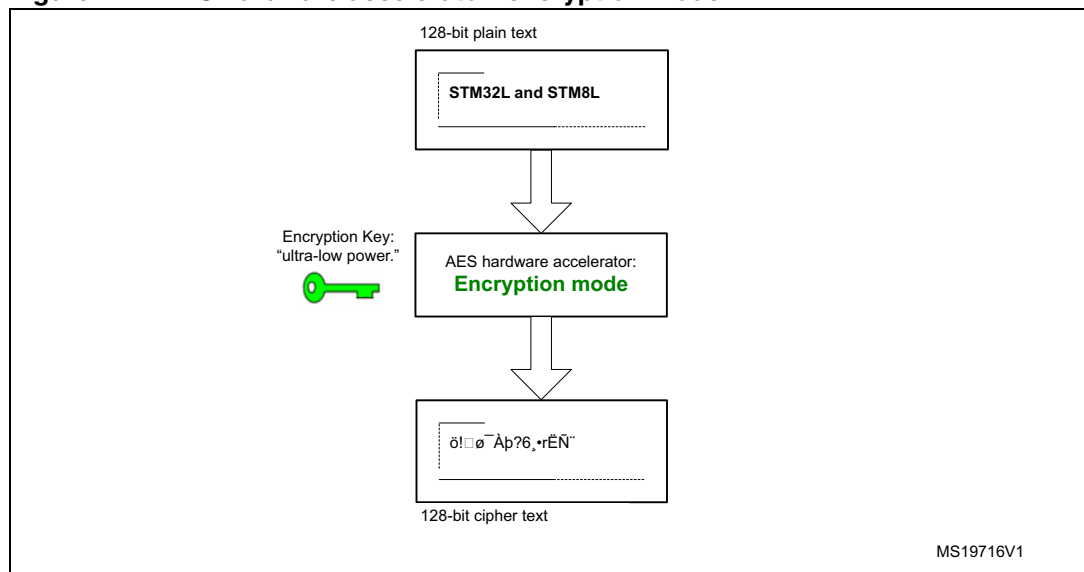 128-bit plain text
STM32L and STM8L
Encryption Key:
“ultra-low power.”
AES hardware accelerator:
Encryption mode
ö!□ø¯Àþ?6¸•rËÑ¨
128-bit cipher text
MS19716V1